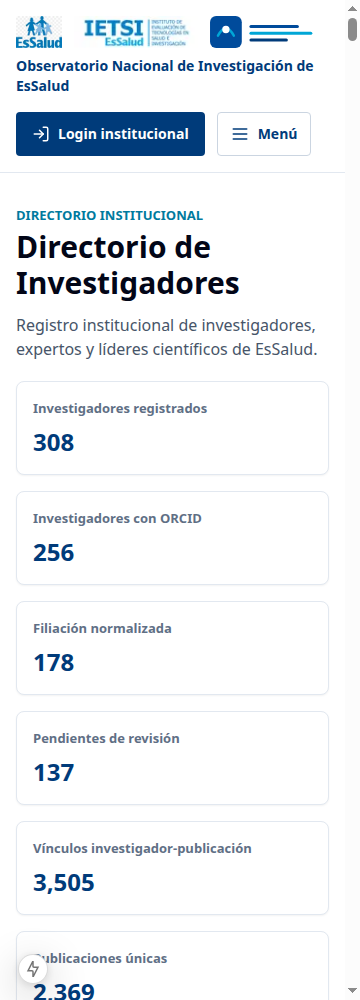 EsSalud
IETSI
EsSalud
INSTITUTO DE
EVALUACIÓN DE
TECNOLOGÍAS EN
SALUD E
INVESTIGACIÓN
Observatorio Nacional de Investigación de
EsSalud
Login institucional
Menú
DIRECTORIO INSTITUCIONAL
Directorio de
Investigadores
Registro institucional de investigadores,
expertos y líderes científicos de EsSalud.
Investigadores registrados
308
Investigadores con ORCID
256
Filiación normalizada
178
Pendientes de revisión
137
Vínculos investigador-publicación
3,505
Publicaciones únicas
2,369